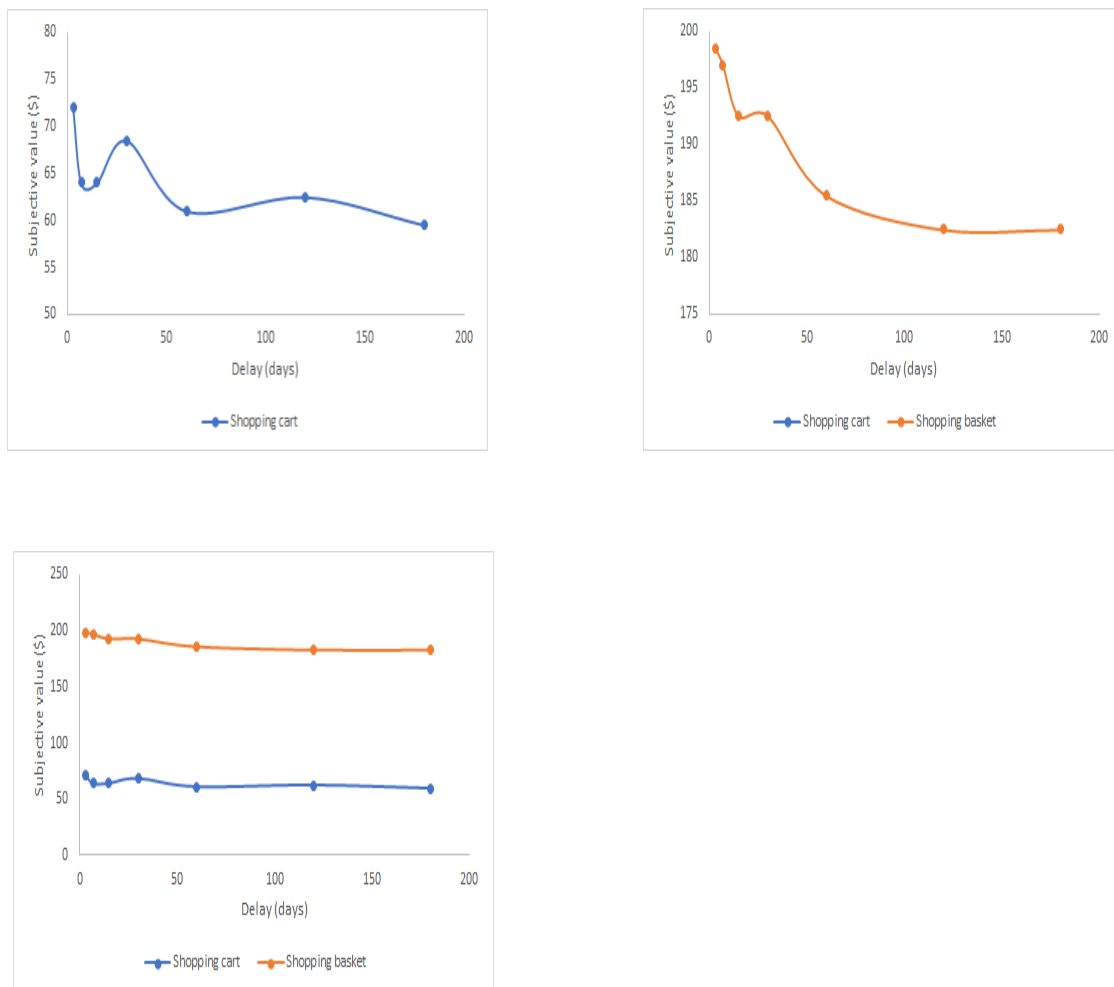 80
75
70
65
60
55
50
Subjective value ($)
0 50 100 150 200
Delay (days)
Shopping cart
200
195
190
185
180
175
Subjective value ($)
0 50 100 150 200
Delay (days)
Shopping cart Shopping basket
250
200
150
100
50
0
Subjective value ($)
0 50 100 150 200
Delay (days)
Shopping cart Shopping basket